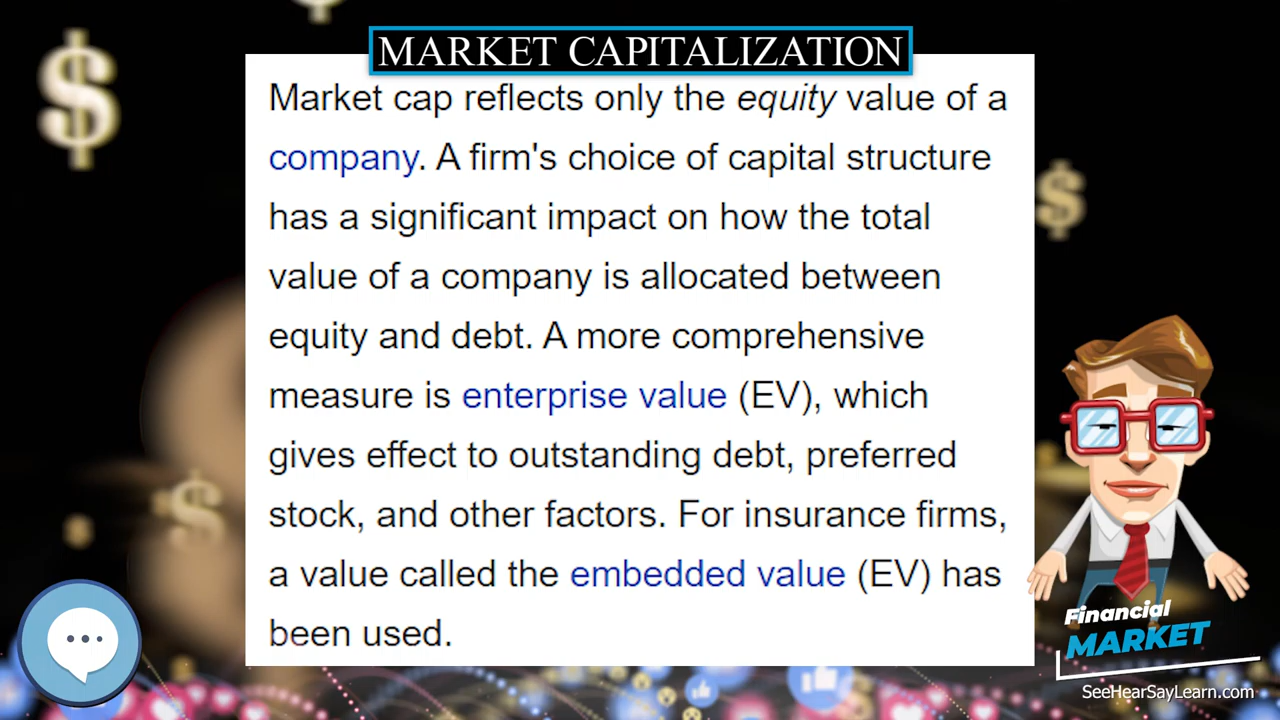 MARKET CAPITALIZATION
Market cap reflects only the equity value of a
company. A firm's choice of capital structure
has a significant impact on how the total
value of a company is allocated between
equity and debt. A more comprehensive
measure is enterprise value (EV), which
gives effect to outstanding debt, preferred
stock, and other factors. For insurance firms,
a value called the embedded value (EV) has
been used.
Financial
MARKET
SeeHearSayLearn.com